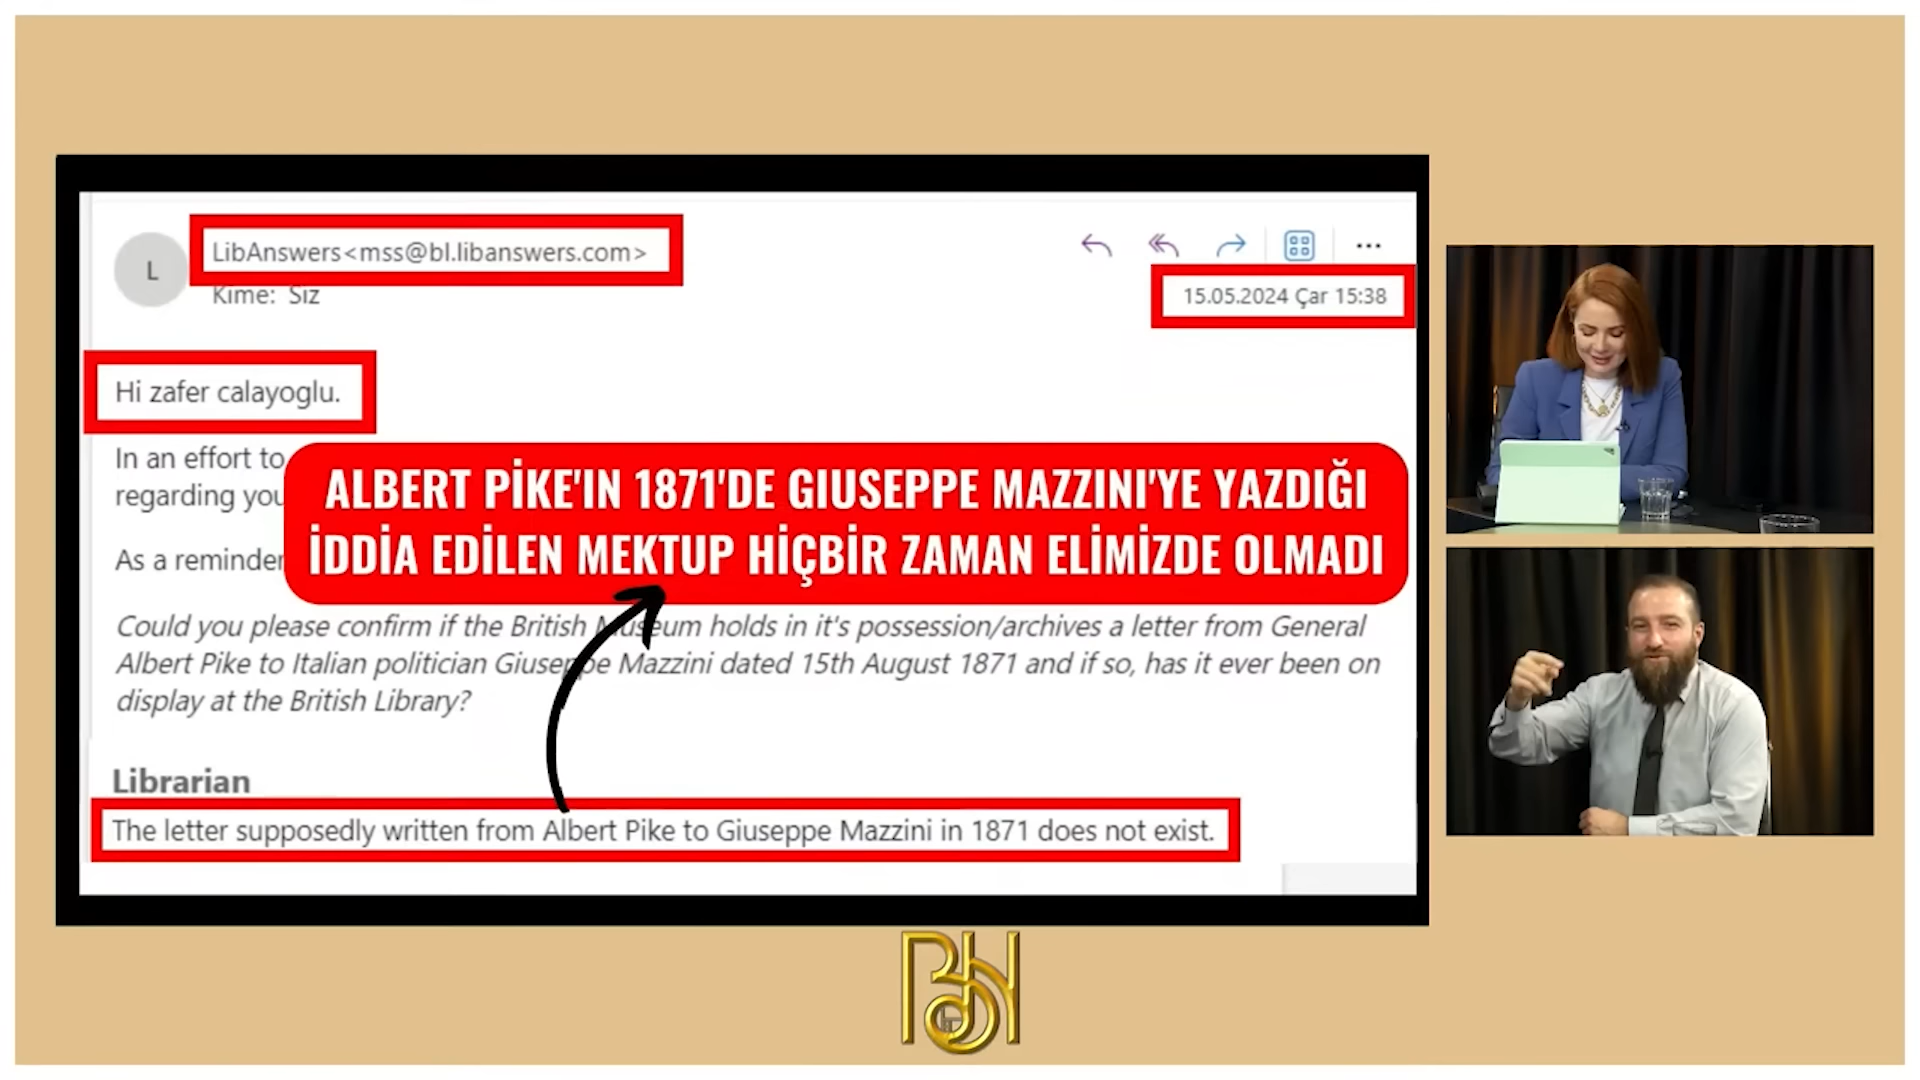 L
LibAnswers<mss@bl.libanswers.com>
Kime: Siz
15.05.2024 Çar 15:38
Hi zafer calayoglu.
In an effort to
regarding you
ALBERT PİKE'IN 1871'DE GIUSEPPE MAZZINI'YE YAZDIĞI
İDDİA EDİLEN MEKTUP HİÇBİR ZAMAN ELİMİZDE OLMADI
As a reminder
Could you please confirm if the British Museum holds in it's possession/archives a letter from General
Albert Pike to Italian politician Giuseppe Mazzini dated 15th August 1871 and if so, has it ever been on
display at the British Library?
Librarian
The letter supposedly written from Albert Pike to Giuseppe Mazzini in 1871 does not exist.